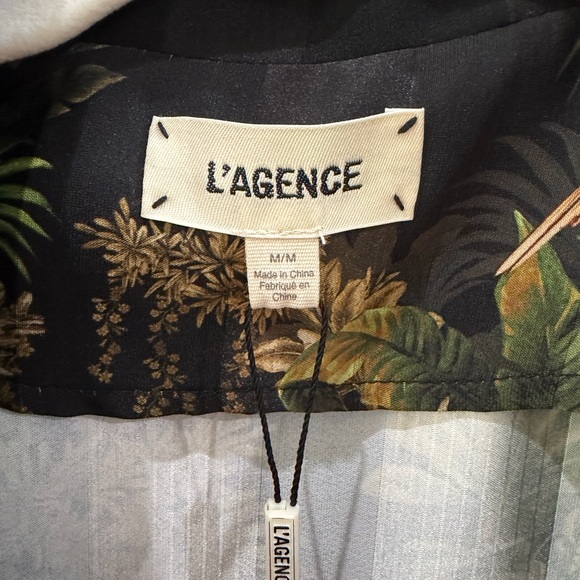 L'AGENCE
M/M
Made in China
Fabriqué en
Chine
L'AGENC